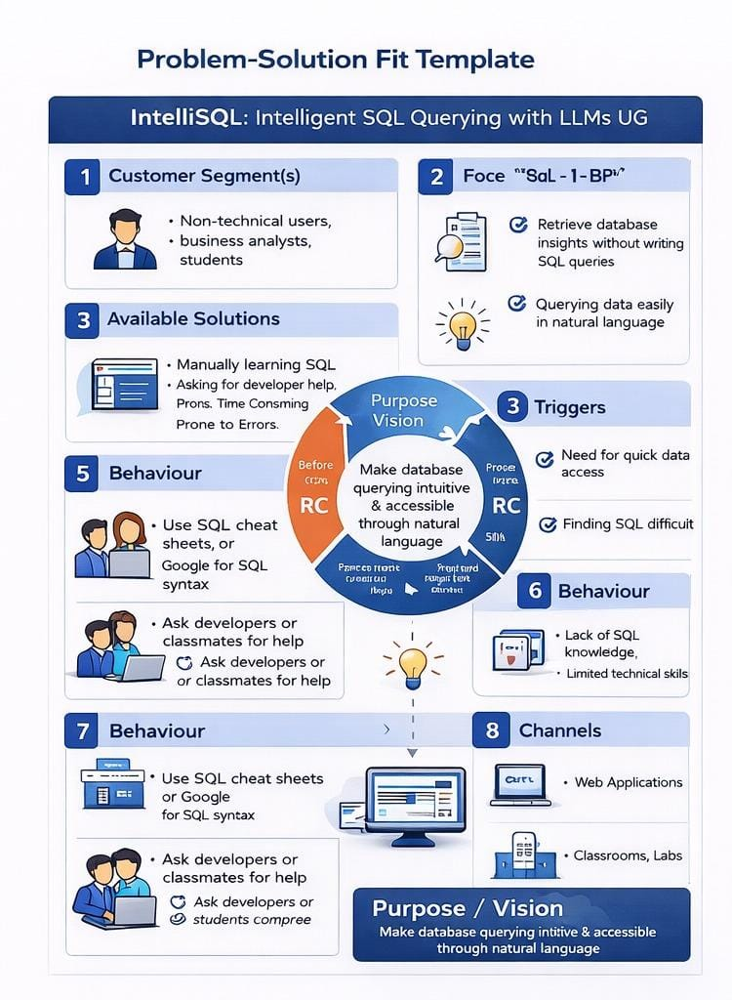 Problem-Solution Fit Template
IntelliSQL: Intelligent SQL Querying with LLMs UG
1 Customer Segment(s)
• Non-technical users,
• business analysts,
students
2 Foce "“SaL - 1 - BP“”
Retrieve database
insights without writing
SQL queries
Querying data easily
in natural language
3 Available Solutions
• Manually learning SQL
• Asking for developer help,
Prons. Time Consming
Prone to Errors.
Purpose
Vision
Before
RC
Make database
querying intuitive
& accessible
through natural
language
RC
3 Triggers
Need for quick data
access
Finding SQL difficuit
5 Behaviour
• Use SQL cheat
sheets, or
Google for SQL
syntax
• Ask developers or
classmates for help
Ask developers or
or classmates for help
6 Behaviour
• Lack of SQL
knowledge,
• Limited technical skils
7 Behaviour
• Use SQL cheat sheets
or Google
for SQL syntax
• Ask developers or
classmates for help
Ask developers or
students compree
8 Channels
• Web Applications
• Classrooms, Labs
Purpose / Vision
Make database querying intitive & accessible
through natural language